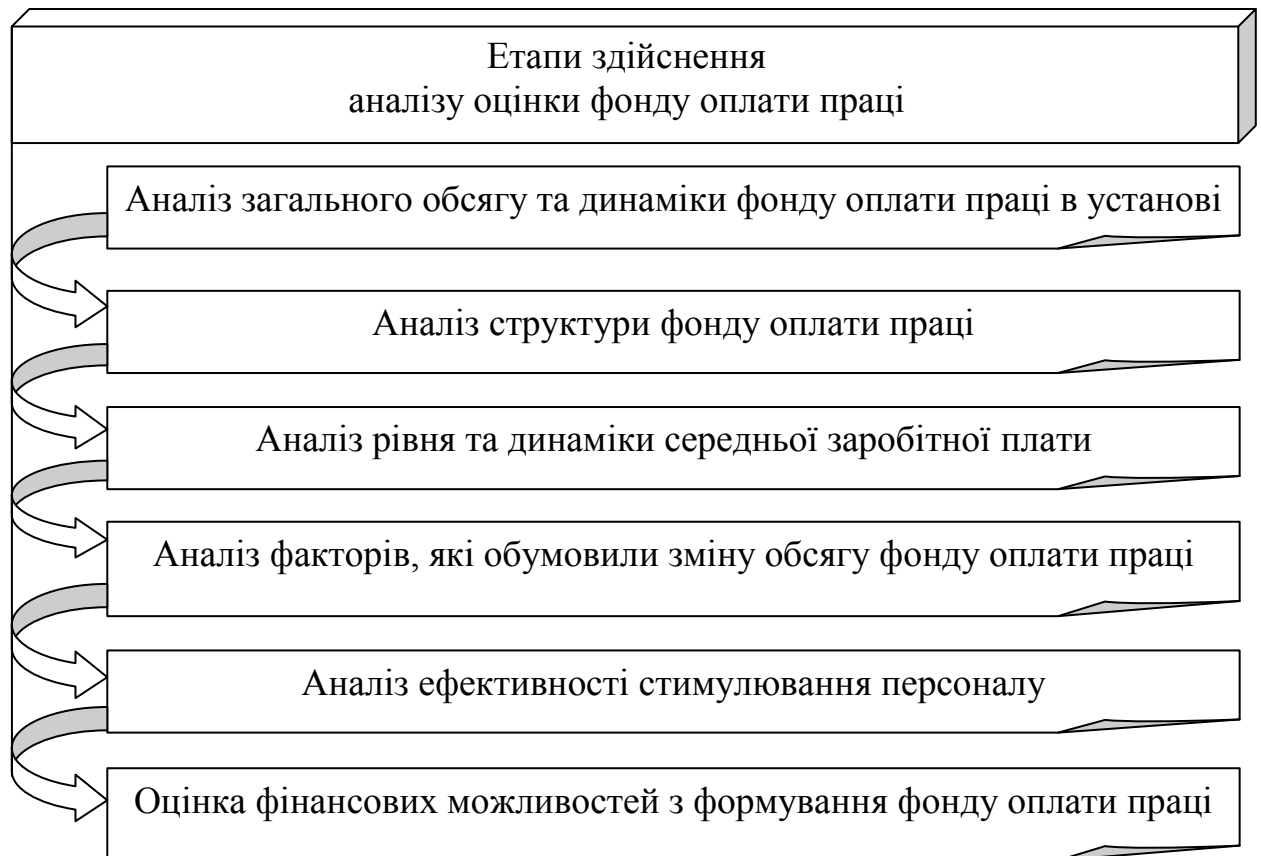 Етапи здійснення
аналізу оцінки фонду оплати праці
Аналіз загального обсягу та динаміки фонду оплати праці в установі
Аналіз структури фонду оплати праці
Аналіз рівня та динаміки середньої заробітної плати
Аналіз факторів, які обумовили зміну обсягу фонду оплати праці
Аналіз ефективності стимулювання персоналу
Оцінка фінансових можливостей з формування фонду оплати праці